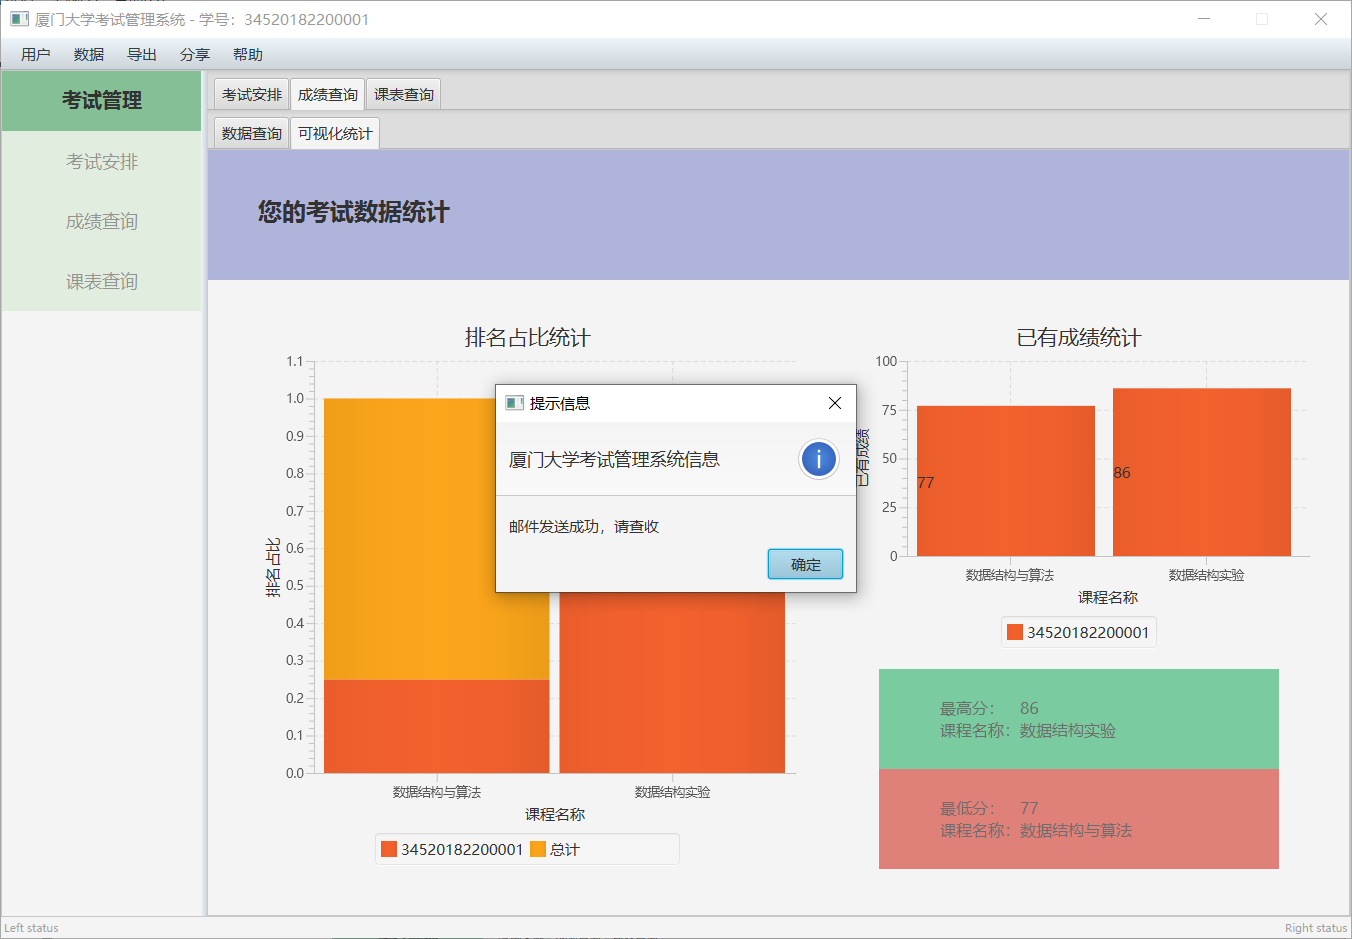 厦门大学考试管理系统 - 学号：34520182200001
用户 数据 导出 分享 帮助
考试管理
考试安排
成绩查询
课表查询
考试安排 成绩查询 课表查询
数据查询 可视化统计
您的考试数据统计
排名占比统计
1.1
1.0
0.9
0.8
0.7
0.6
0.5
0.4
0.3
0.2
0.1
0.0
排名占比
数据结构与算法 数据结构实验
课程名称
34520182200001 总计
提示信息
厦门大学考试管理系统信息
i
邮件发送成功，请查收
确定
已有成绩统计
100
75
50
25
0
已有成绩
77
86
数据结构与算法 数据结构实验
课程名称
34520182200001
最高分： 86
课程名称：数据结构实验
最低分： 77
课程名称：数据结构与算法
Left status
Right status